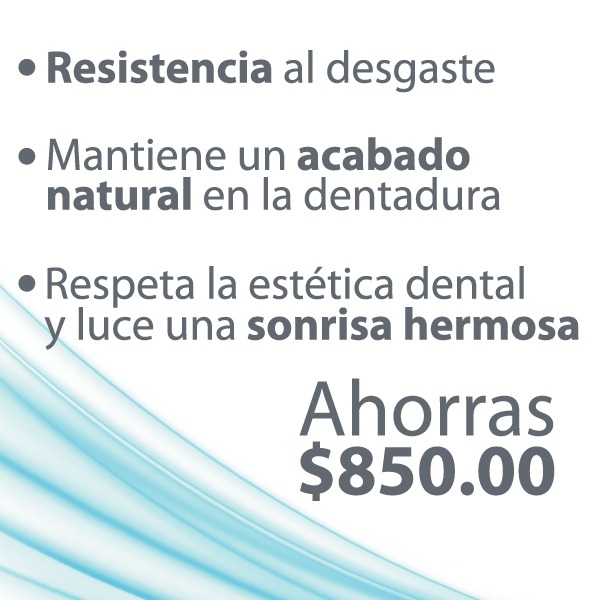 • Resistencia al desgaste
• Mantiene un acabado
natural en la dentadura
• Respeta la estética dental
y luce una sonrisa hermosa
Ahorras
$850.00